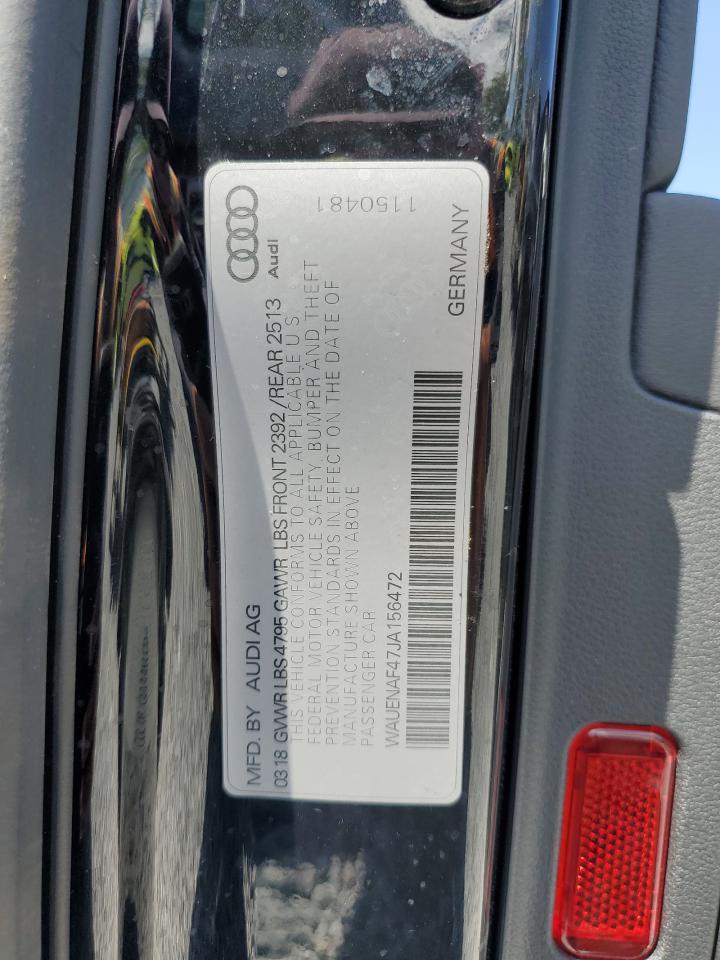 MFD. BY AUDI AG
Audi
03 18 GVWR LBS 4795 GAWR LBS FRONT 2392 /REAR 2513
THIS VEHICLE CONFORMS TO ALL APPLICABLE U S
FEDERAL MOTOR VEHICLE SAFETY, BUMPER AND THEFT
PREVENTION STANDARDS IN EFFECT ON THE DATE OF
MANUFACTURE SHOWN ABOVE
PASSENGER CAR
1150481
WAUENAF47JA156472
GERMANY